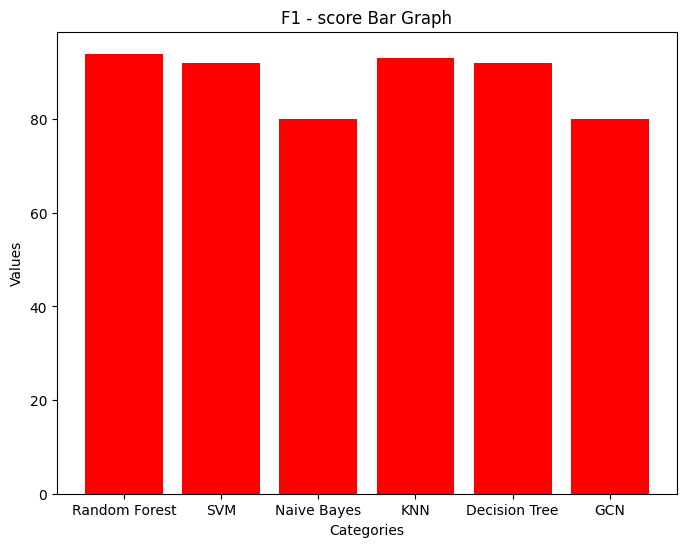 F1 - score Bar Graph
Values
80
60
40
20
0
Random Forest SVM Naive Bayes KNN Decision Tree GCN
Categories